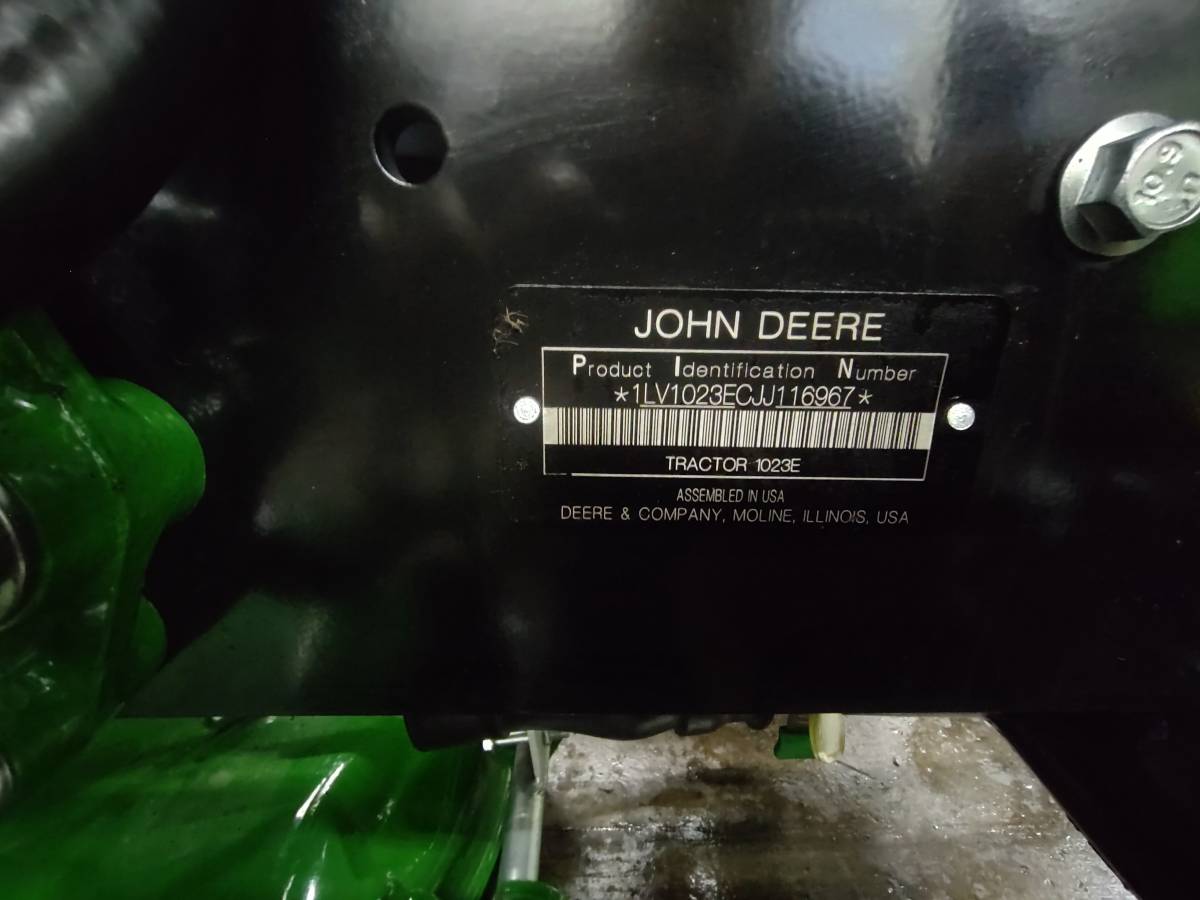 JOHN DEERE
Product Identification Number
*1LV1023ECJJ116967*
TRACTOR 1023E
ASSEMBLED IN USA
DEERE & COMPANY, MOLINE, ILLINOIS, USA